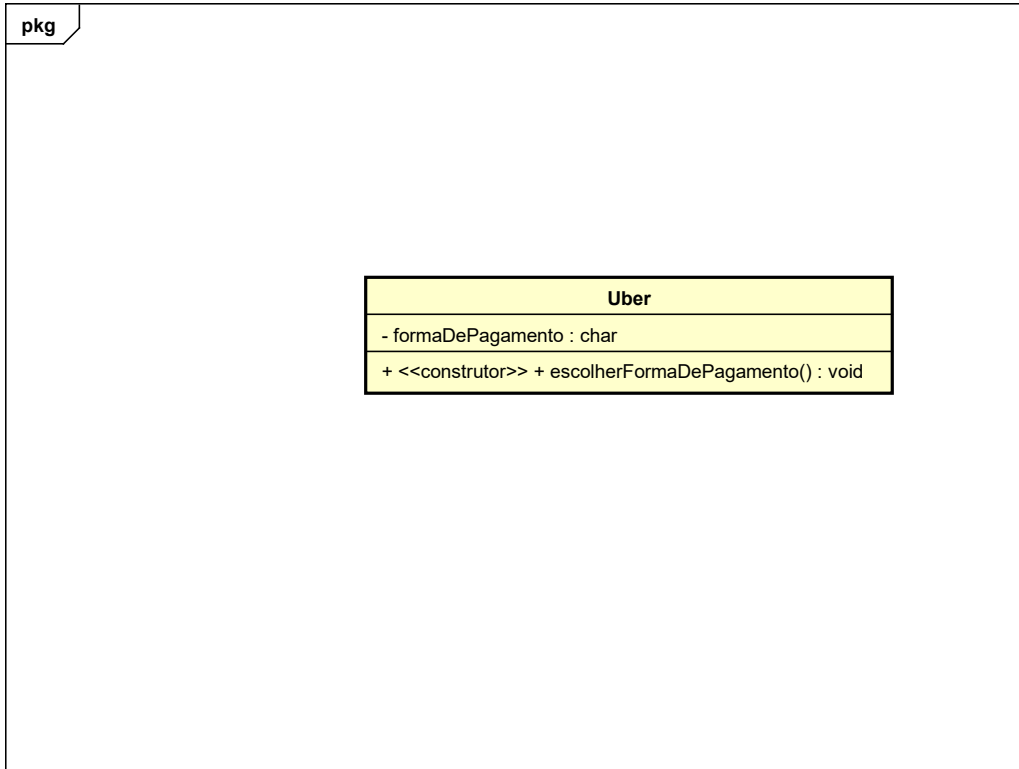 pkg
Uber
- formaDePagamento : char
+ <<construtor>> + escolherFormaDePagamento() : void